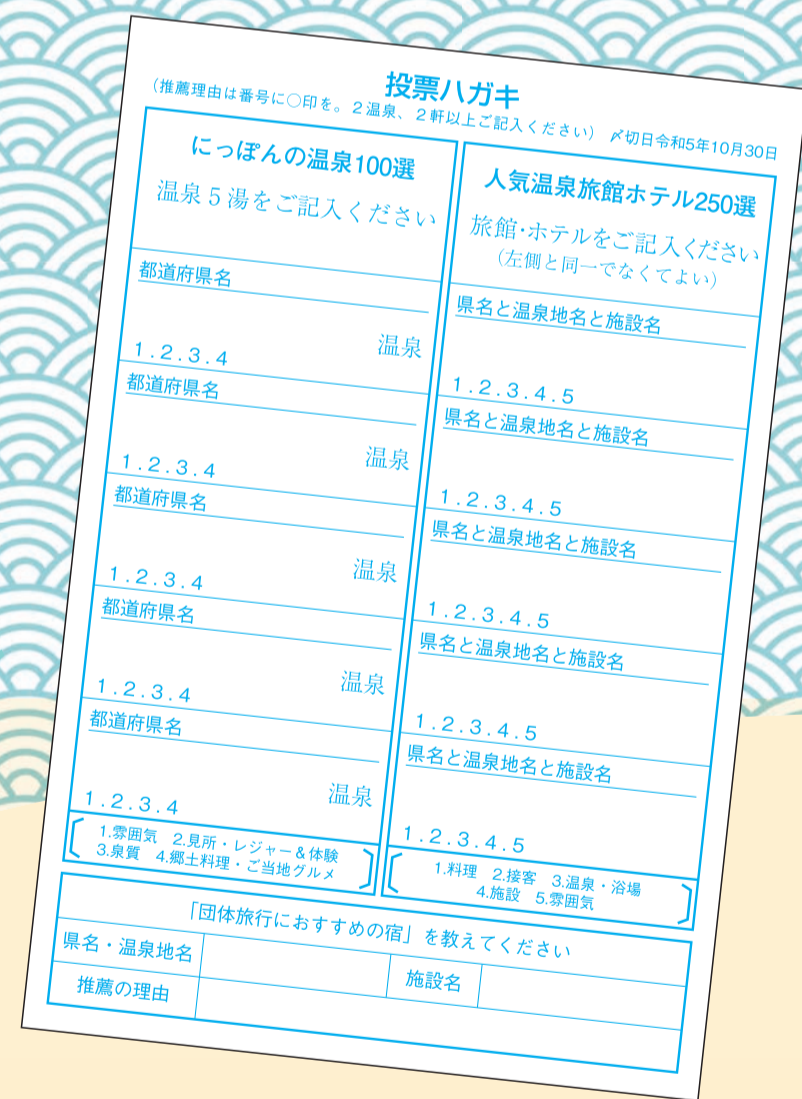 投票ハガキ
(推薦理由は番号に○印を。2温泉、2軒以上ご記入ください) 〆切日令和5年10月30日
にっぽんの温泉100選
温泉5湯をご記入ください
都道府県名
温泉
1.2.3.4
都道府県名
温泉
1.2.3.4
都道府県名
温泉
1.2.3.4
都道府県名
温泉
1.2.3.4
都道府県名
温泉
1.2.3.4
1.雰囲気 2.見所・レジャー&体験
3.泉質 4.郷土料理・ご当地グルメ
人気温泉旅館ホテル250選
旅館・ホテルをご記入ください
(左側と同一でなくてよい)
県名と温泉地名と施設名
1.2.3.4.5
県名と温泉地名と施設名
1.2.3.4.5
県名と温泉地名と施設名
1.2.3.4.5
県名と温泉地名と施設名
1.2.3.4.5
県名と温泉地名と施設名
1.2.3.4.5
1.料理 2.接客 3.温泉・浴場
4.施設 5.雰囲気
「団体旅行におすすめの宿」を教えてください
県名・温泉地名
施設名
推薦の理由